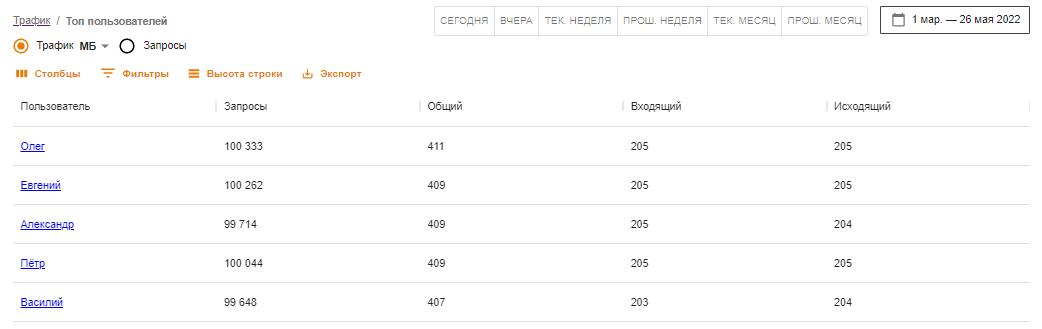 Трафик / Топ пользователей
СЕГОДНЯ ВЧЕРА ТЕК. НЕДЕЛЯ ПРОШ. НЕДЕЛЯ ТЕК. МЕСЯЦ ПРОШ. МЕСЯЦ 1 мар. — 26 мая 2022
Трафик МБ Запросы
Столбцы Фильтры Высота строки Экспорт
Пользователь Запросы Общий Входящий Исходящий
Олег 100 333 411 205 205
Евгений 100 262 409 205 205
Александр 99 714 409 205 204
Пётр 100 044 409 205 205
Василий 99 648 407 203 204